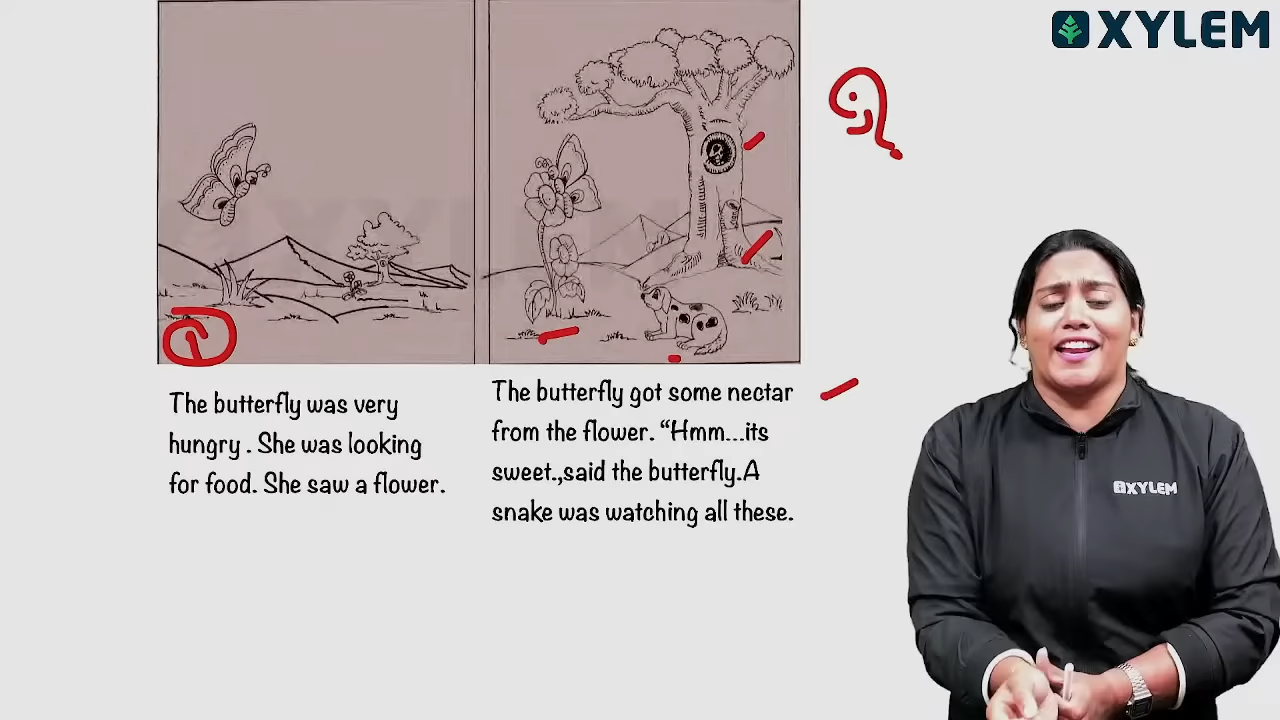 XYLEM
The butterfly was very
hungry . She was looking
for food. She saw a flower.
The butterfly got some nectar
from the flower. “Hmm...its
sweet.,said the butterfly.A
snake was watching all these.
XYLEM